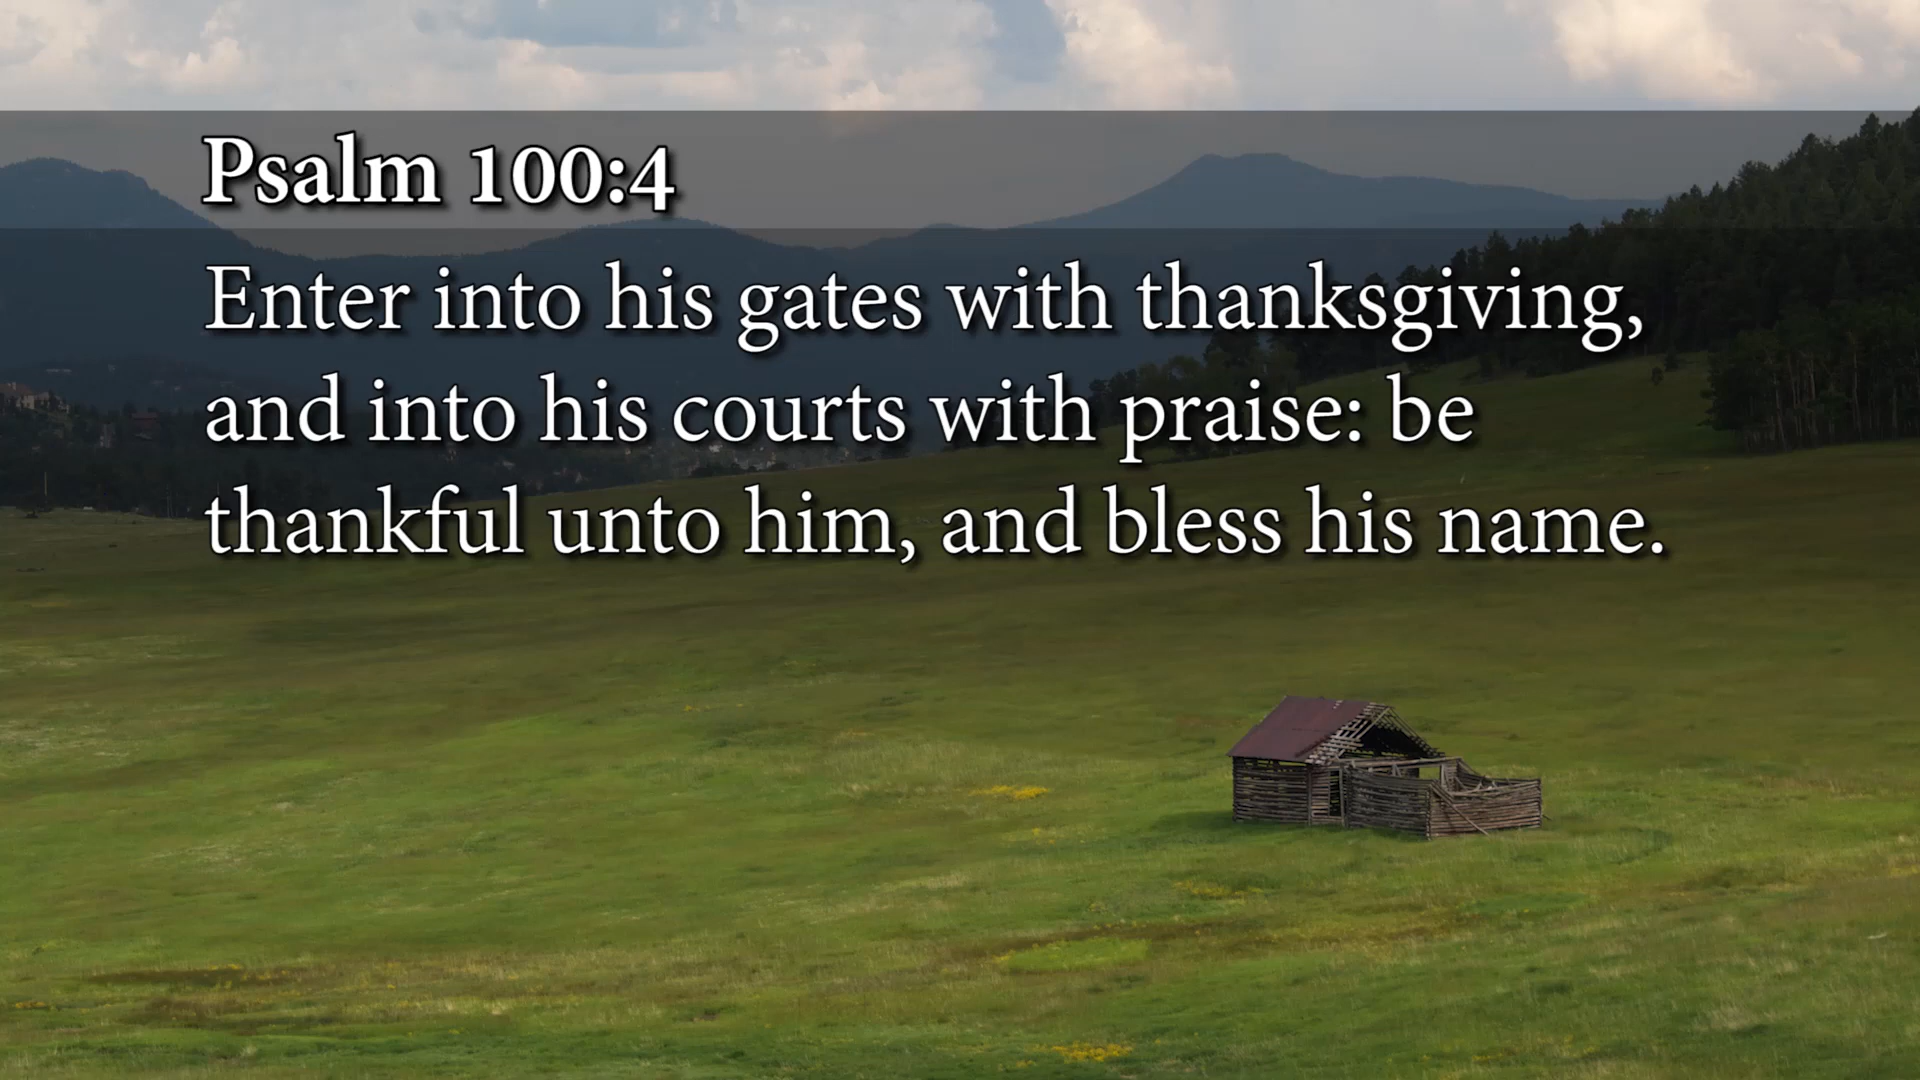 Psalm 100:4
Enter into his gates with thanksgiving,
and into his courts with praise: be
thankful unto him, and bless his name.